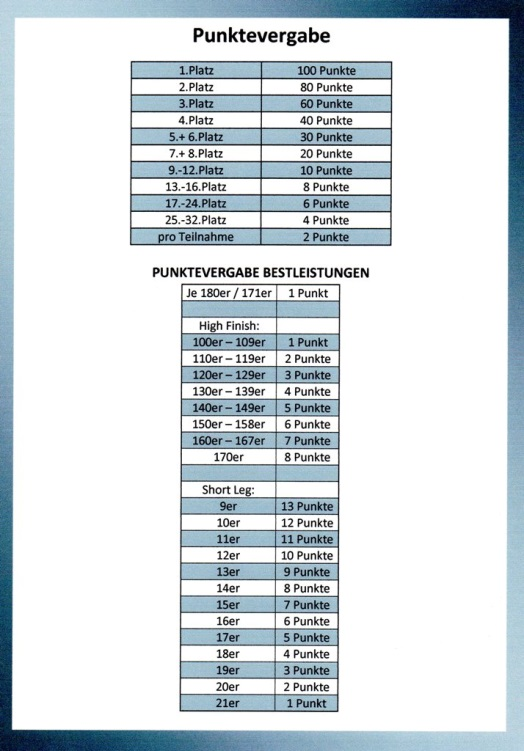 Punktevergabe
1.Platz 100 Punkte
2.Platz 80 Punkte
3.Platz 60 Punkte
4.Platz 40 Punkte
5.+ 6.Platz 30 Punkte
7.+ 8.Platz 20 Punkte
9.-12.Platz 10 Punkte
13.-16.Platz 8 Punkte
17.-24.Platz 6 Punkte
25.-32.Platz 4 Punkte
pro Teilnahme 2 Punkte
PUNKTEVERGABE BESTLEISTUNGEN
Je 180er / 171er 1 Punkt
High Finish:
100er – 109er 1 Punkt
110er – 119er 2 Punkte
120er – 129er 3 Punkte
130er – 139er 4 Punkte
140er – 149er 5 Punkte
150er – 158er 6 Punkte
160er – 167er 7 Punkte
170er 8 Punkte
Short Leg:
9er 13 Punkte
10er 12 Punkte
11er 11 Punkte
12er 10 Punkte
13er 9 Punkte
14er 8 Punkte
15er 7 Punkte
16er 6 Punkte
17er 5 Punkte
18er 4 Punkte
19er 3 Punkte
20er 2 Punkte
21er 1 Punkt